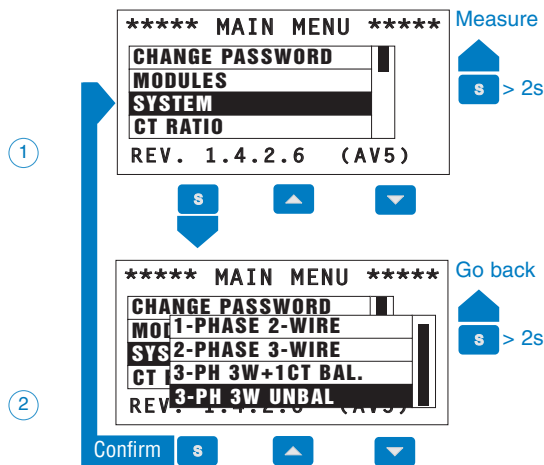 ***** MAIN MENU *****
Measure
CHANGE PASSWORD
MODULES
SYSTEM
CT RATIO
S > 2s
REV. 1.4.2.6 (AV5)
1
S
***** MAIN MENU *****
Go back
CHANGE PASSWORD
1-PHASE 2-WIRE
2-PHASE 3-WIRE
3-PH 3W+1CT BAL.
3-PH 3W UNBAL
S > 2s
2
Confirm S